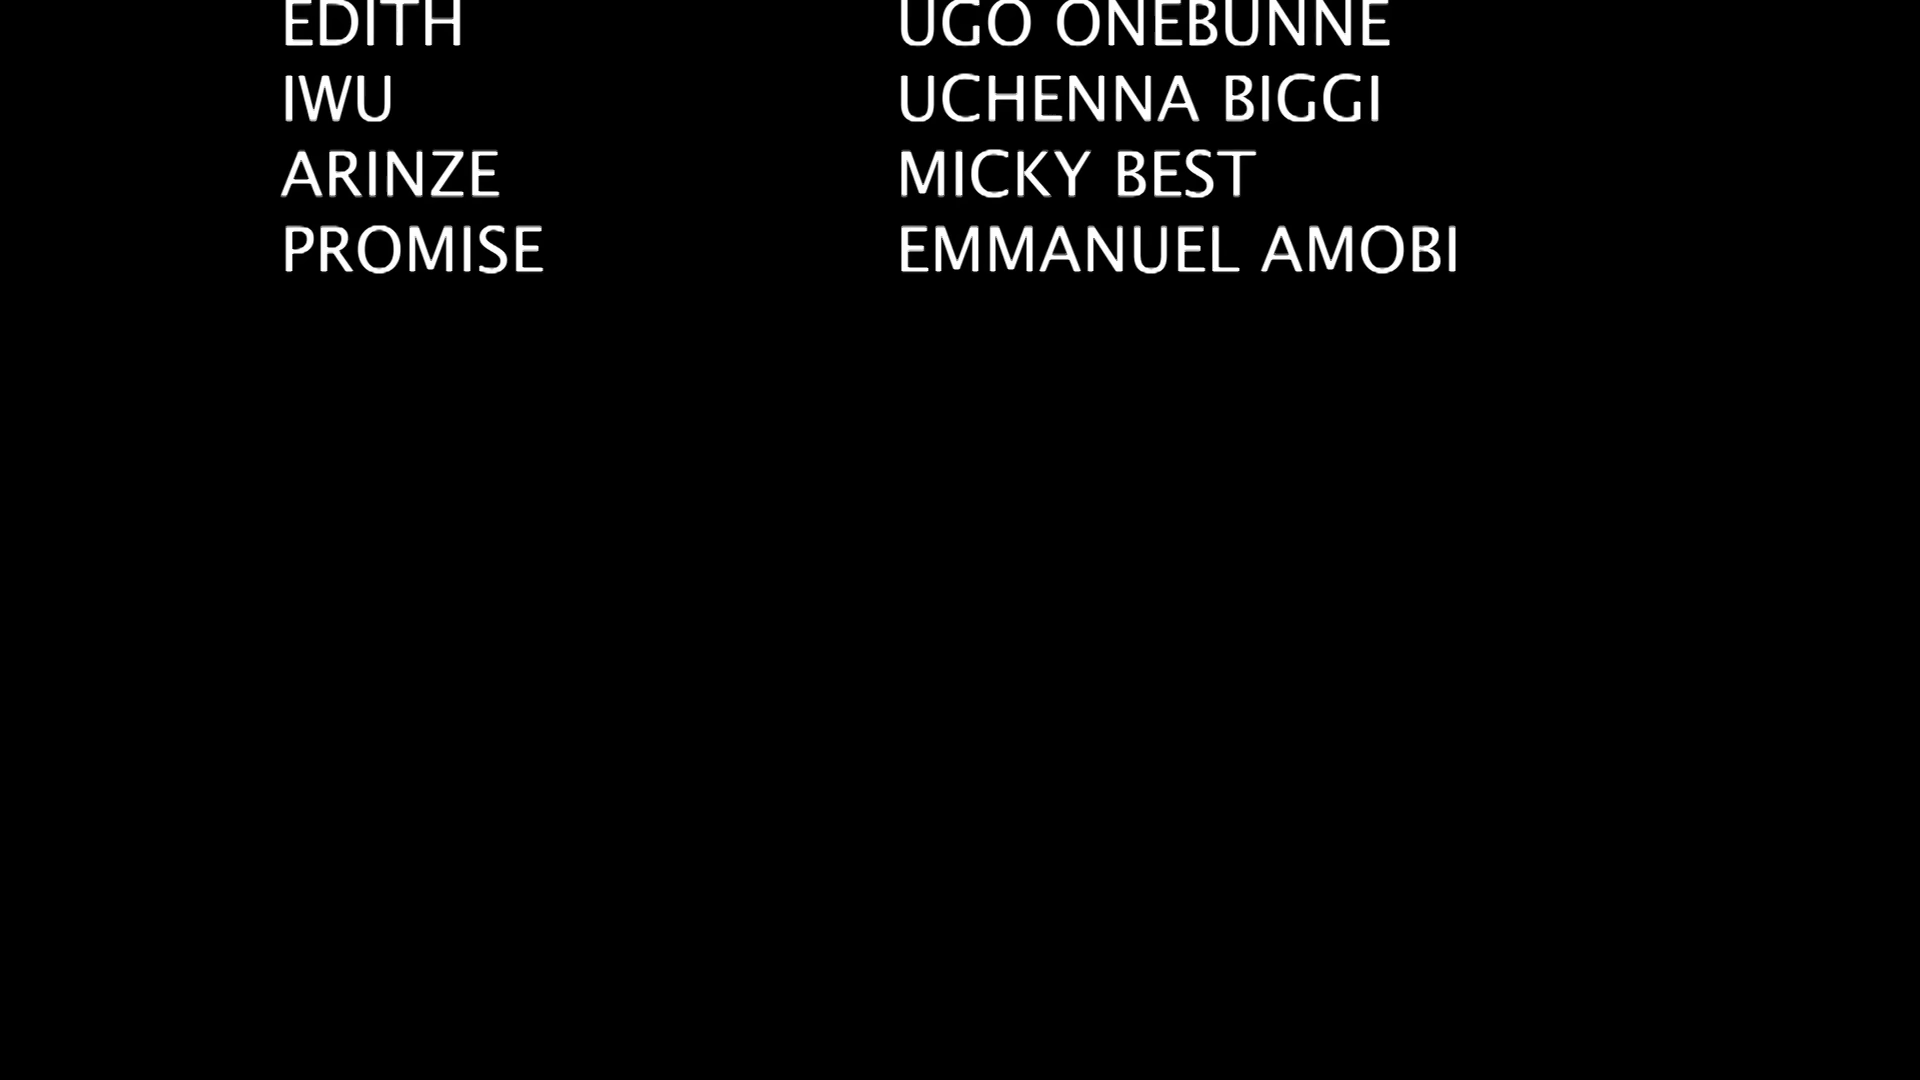 EDITH UGO ONEBUNNE
IWU UCHENNA BIGGI
ARINZE MICKY BEST
PROMISE EMMANUEL AMOBI